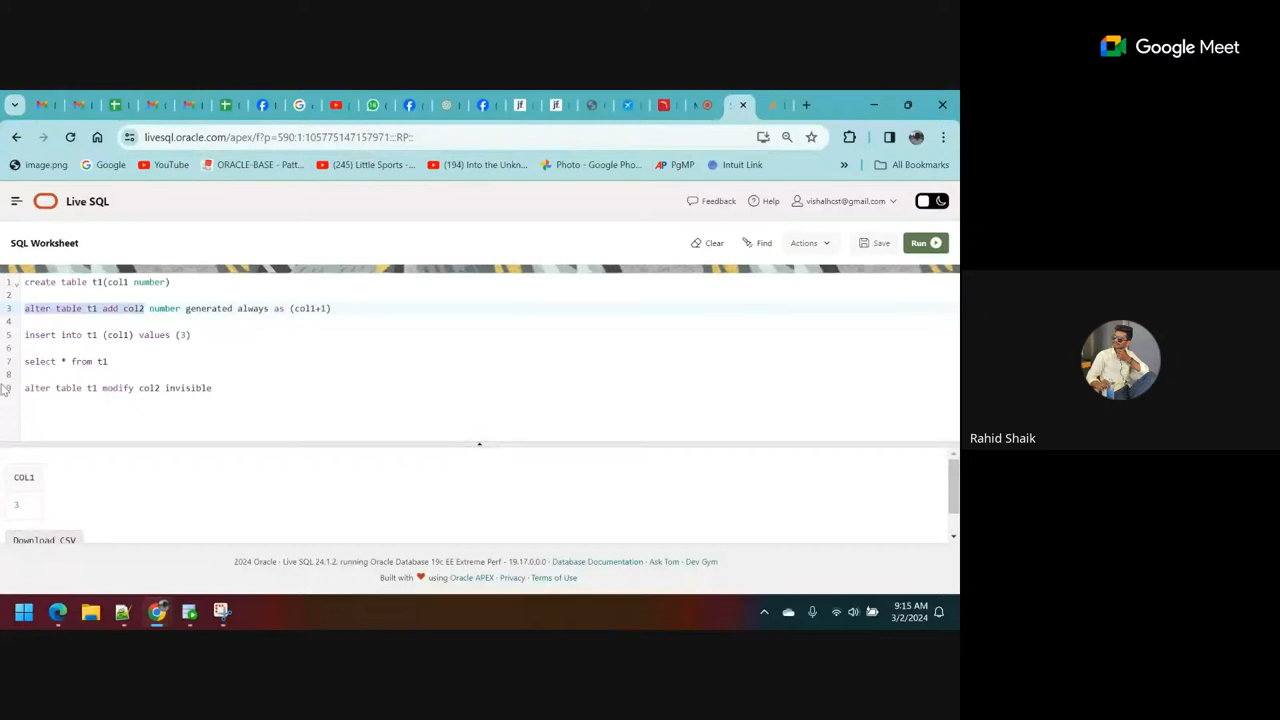 Google Meet
livesql.oracle.com/apex/f?p=590:1:105775147157971:::RP::
image.png
Google
YouTube
ORACLE-BASE - Patt...
(245) Little Sports -...
(194) Into the Unkn...
Photo - Google Pho...
AP PgMP
Intuit Link
»
All Bookmarks
Live SQL
Feedback
Help
vishalhcst@gmail.com
SQL Worksheet
Clear
Find
Actions
Save
Run
1 create table t1(col1 number)
2
3 alter table t1 add col2 number generated always as (col1+1)
4
5 insert into t1 (col1) values (3)
6
7 select * from t1
8
9 alter table t1 modify col2 invisible
COL1
3
Download CSV
2024 Oracle · Live SQL 24.1.2, running Oracle Database 19c EE Extreme Perf - 19.17.0.0.0 · Database Documentation · Ask Tom · Dev Gym
Built with ❤ using Oracle APEX · Privacy · Terms of Use
9:15 AM
3/2/2024
Rahid Shaik